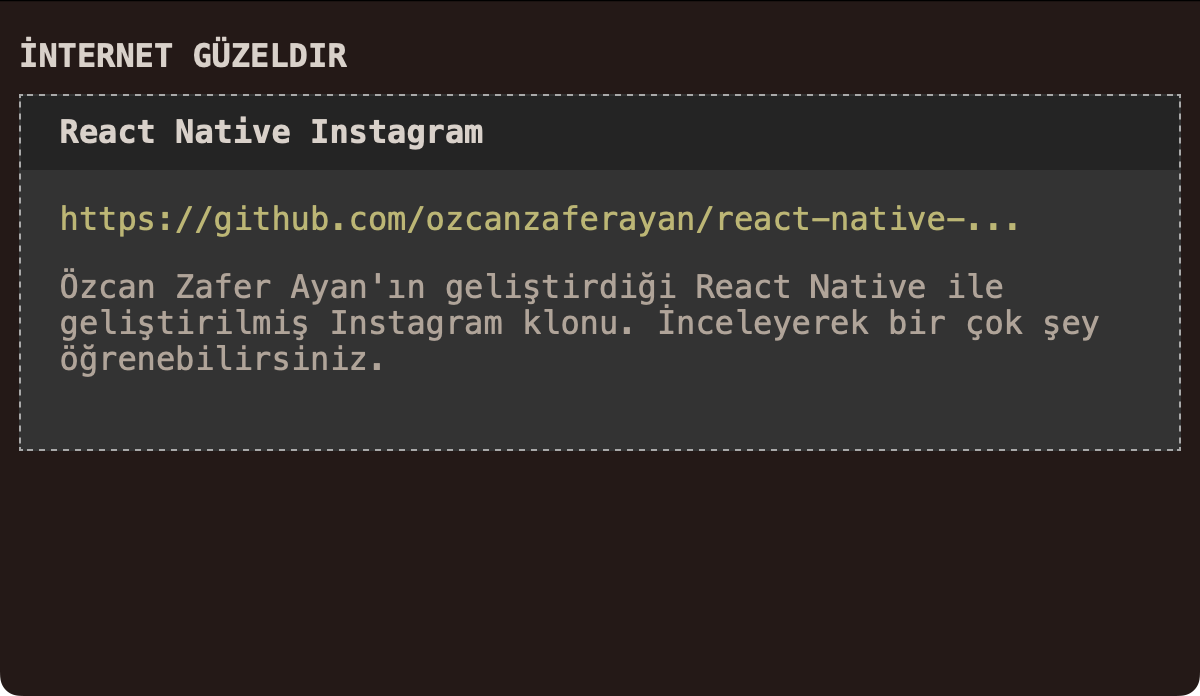 İNTERNET GÜZELDIR
React Native Instagram
https://github.com/ozcanzaferayan/react-native-...
Özcan Zafer Ayan'ın geliştirdiği React Native ile
geliştirilmiş Instagram klonu. İnceleyerek bir çok şey
öğrenebilirsiniz.